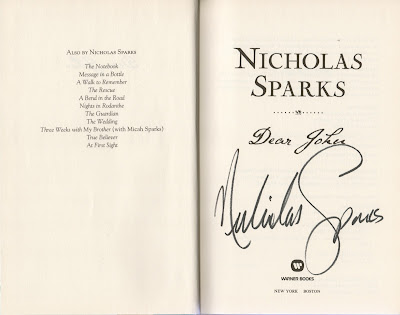 ALSO BY NICHOLAS SPARKS
The Notebook
Message in a Bottle
A Walk to Remember
The Rescue
A Bend in the Road
Nights in Rodanthe
The Guardian
The Wedding
Three Weeks with My Brother (with Micah Sparks)
True Believer
At First Sight
NICHOLAS
SPARKS
Dear John
Nicholas Sparks
W
WARNER BOOKS
NEW YORK BOSTON